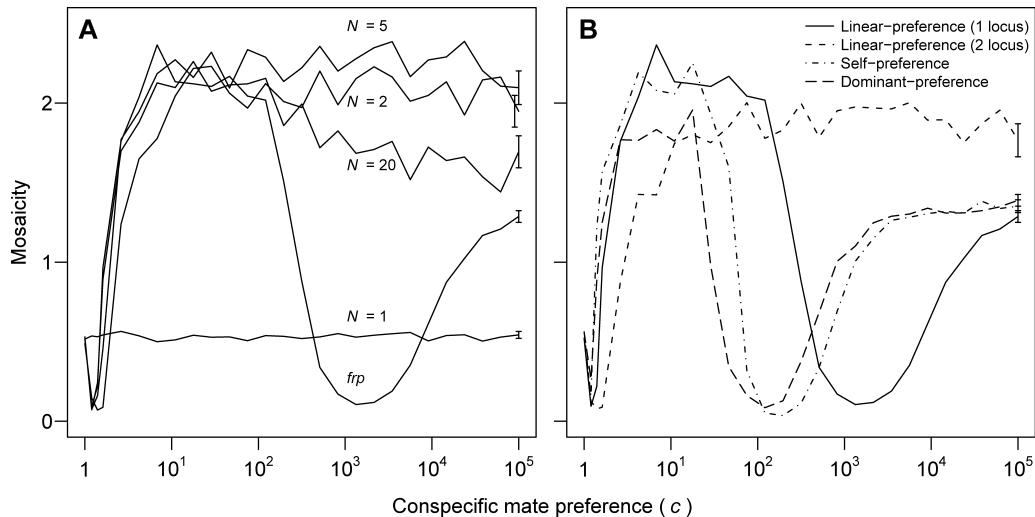 A
N = 5
N = 2
N = 20
N = 1
frp
B
Linear−preference (1 locus)
Linear−preference (2 locus)
Self−preference
Dominant−preference
Mosaicity
2
1
0
1 10¹ 10² 10³ 10⁴ 10⁵
1 10¹ 10² 10³ 10⁴ 10⁵
Conspecific mate preference ( c )